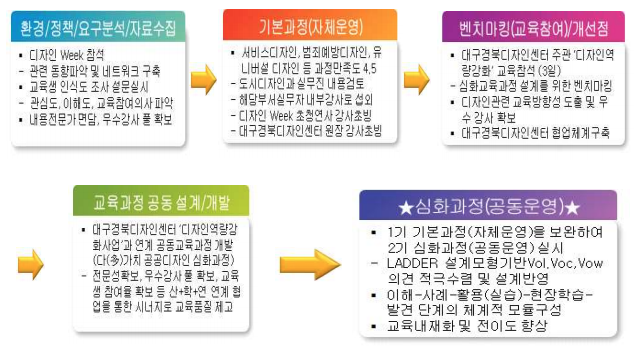 환경/정책/요구분석/자료수집
▪ 디자인 Week 참석
- 관련 동향파악 및 네트워크 구축
▪ 교육생 인식도 조사 설문실시
- 관심도, 이해도, 교육참여의사 파악
▪ 내용전문가 면담, 우수강사 풀 확보
기본과정(자체운영)
▪ 서비스디자인, 범죄예방디자인, 유
니버설 디자인 등 과정만족도 4.5
- 도시디자인과 실무진 내용검토
- 해당부서실무자 내부강사로 섭외
- 디자인 Week 초청연사 강사초빙
- 대구경북디자인센터 원장 강사초빙
벤치마킹(교육참여)/개선점
▪ 대구경북디자인센터 주관 '디자인역
량강화' 교육참석 (3일)
- 심화교육과정 설계를 위한 벤치마킹
▪ 디자인관련 교육방향성 도출 및 우
수 강사 확보
▪ 대구경북디자인센터 협업체계구축
교육과정 공동 설계/개발
▪ 대구경북디자인센터 '디자인역량강
화사업'과 연계 공동교육과정 개발
(다(多)가치 공공디자인 심화과정)
- 전문성확보, 우수강사 풀 확보, 교육
생 참여율 확보 등 산+학+연 연계 협
업을 통한 시너지로 교육품질 제고
★심화과정(공동운영)★
▪ 1기 기본과정(자체운영)을 보완하여
2기 심화과정(공동운영) 실시
- LADDER 설계모형기반Vol,Voc,Vow
의견 적극수렴 및 설계반영
▪ 이해-사례-활용(실습)-현장학습-
발견 단계의 체계적 모듈구성
▪ 교육내재화 및 전이도 향상